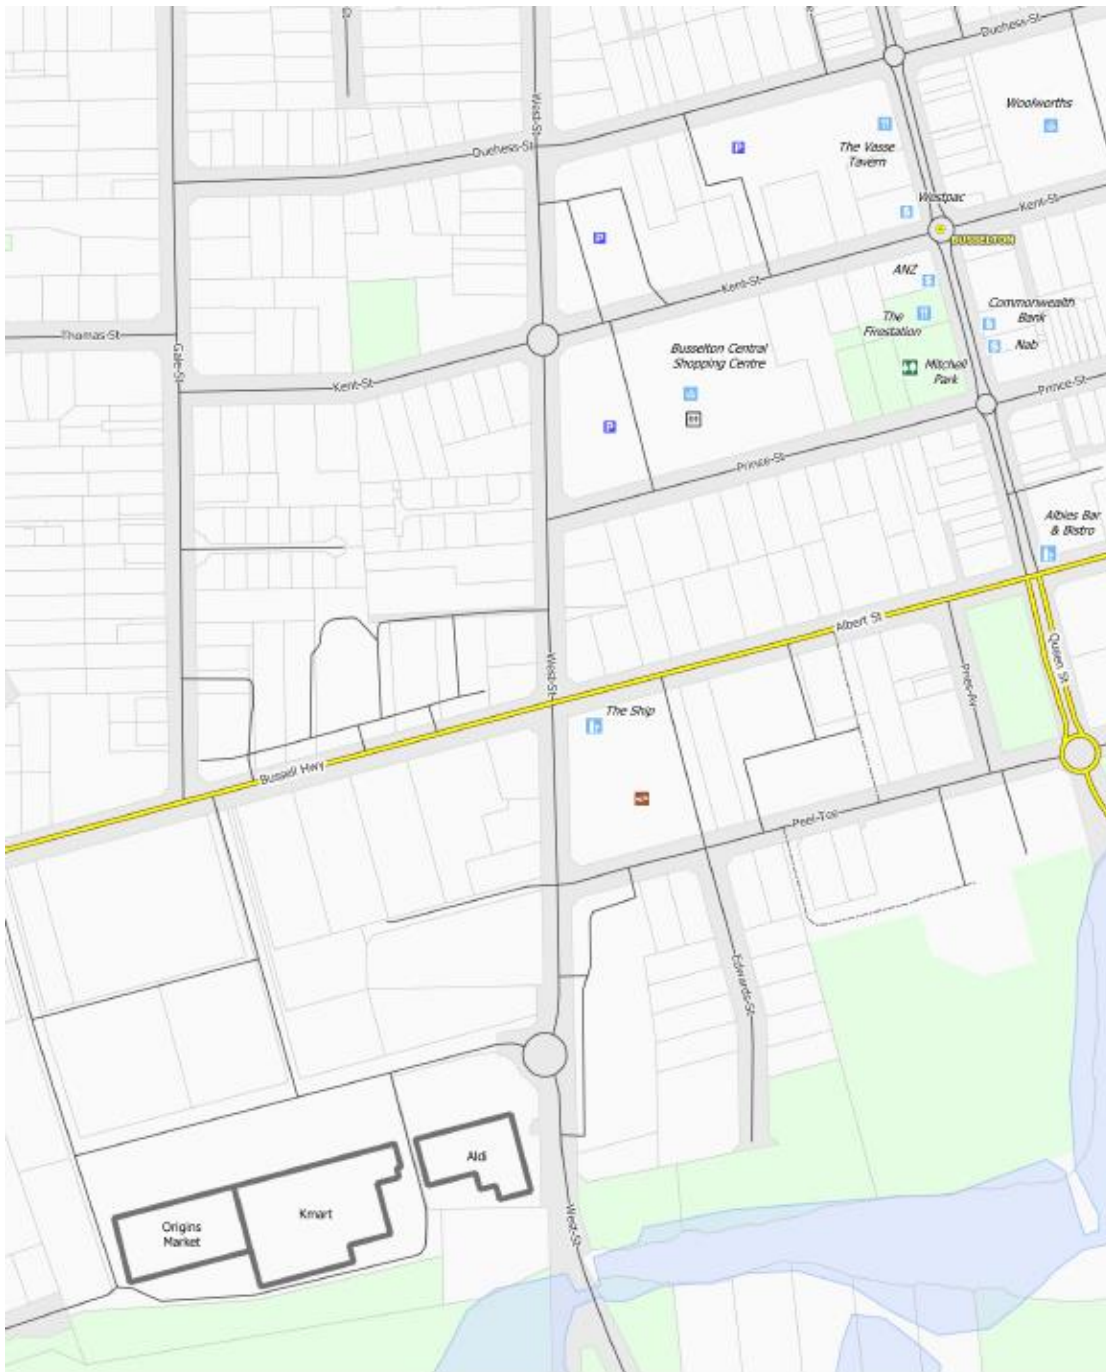 Ct
Duchess-St
West-St
Woolworths
The Vasse
Tavern
Duchess-St
Westpac
Kent-St
BUSSELTON
ANZ
Kent-St
Commonwealth
Bank
The
Firestation
Thomas-St
Nab
Gale-St
Busselton Central
Shopping Centre
Mitchell
Park
Kent-St
Prince-St
Prince-St
Albies Bar
& Bistro
Albert St
Queen St
West-St
The Ship
Bussell Hwy
Peel-Tce
Edwards-St
Aldi
Kmart
Origins
Market
West-St